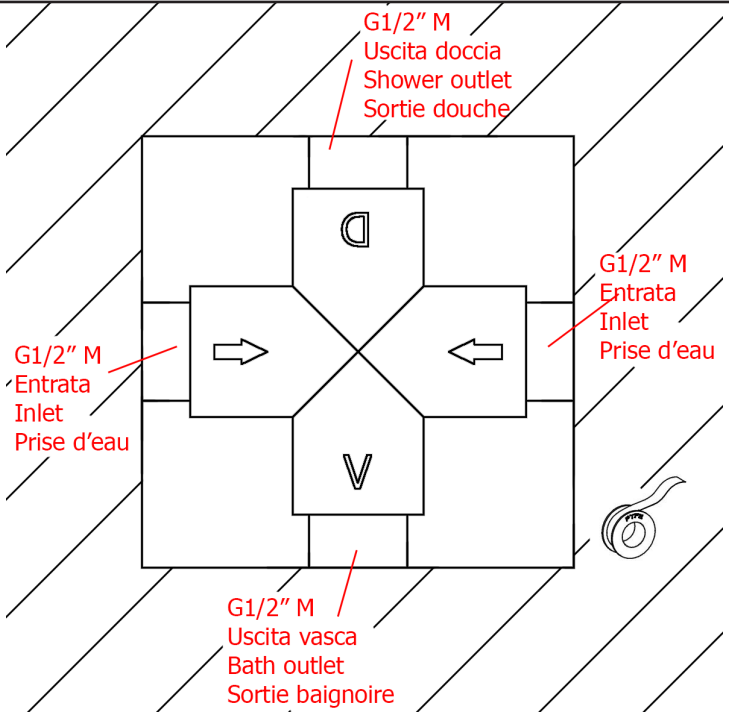 G1/2” M
Uscita doccia
Shower outlet
Sortie douche
D
G1/2” M
Entrata
Inlet
Prise d’eau
G1/2” M
Entrata
Inlet
Prise d’eau
V
PTFE
G1/2” M
Uscita vasca
Bath outlet
Sortie baignoire